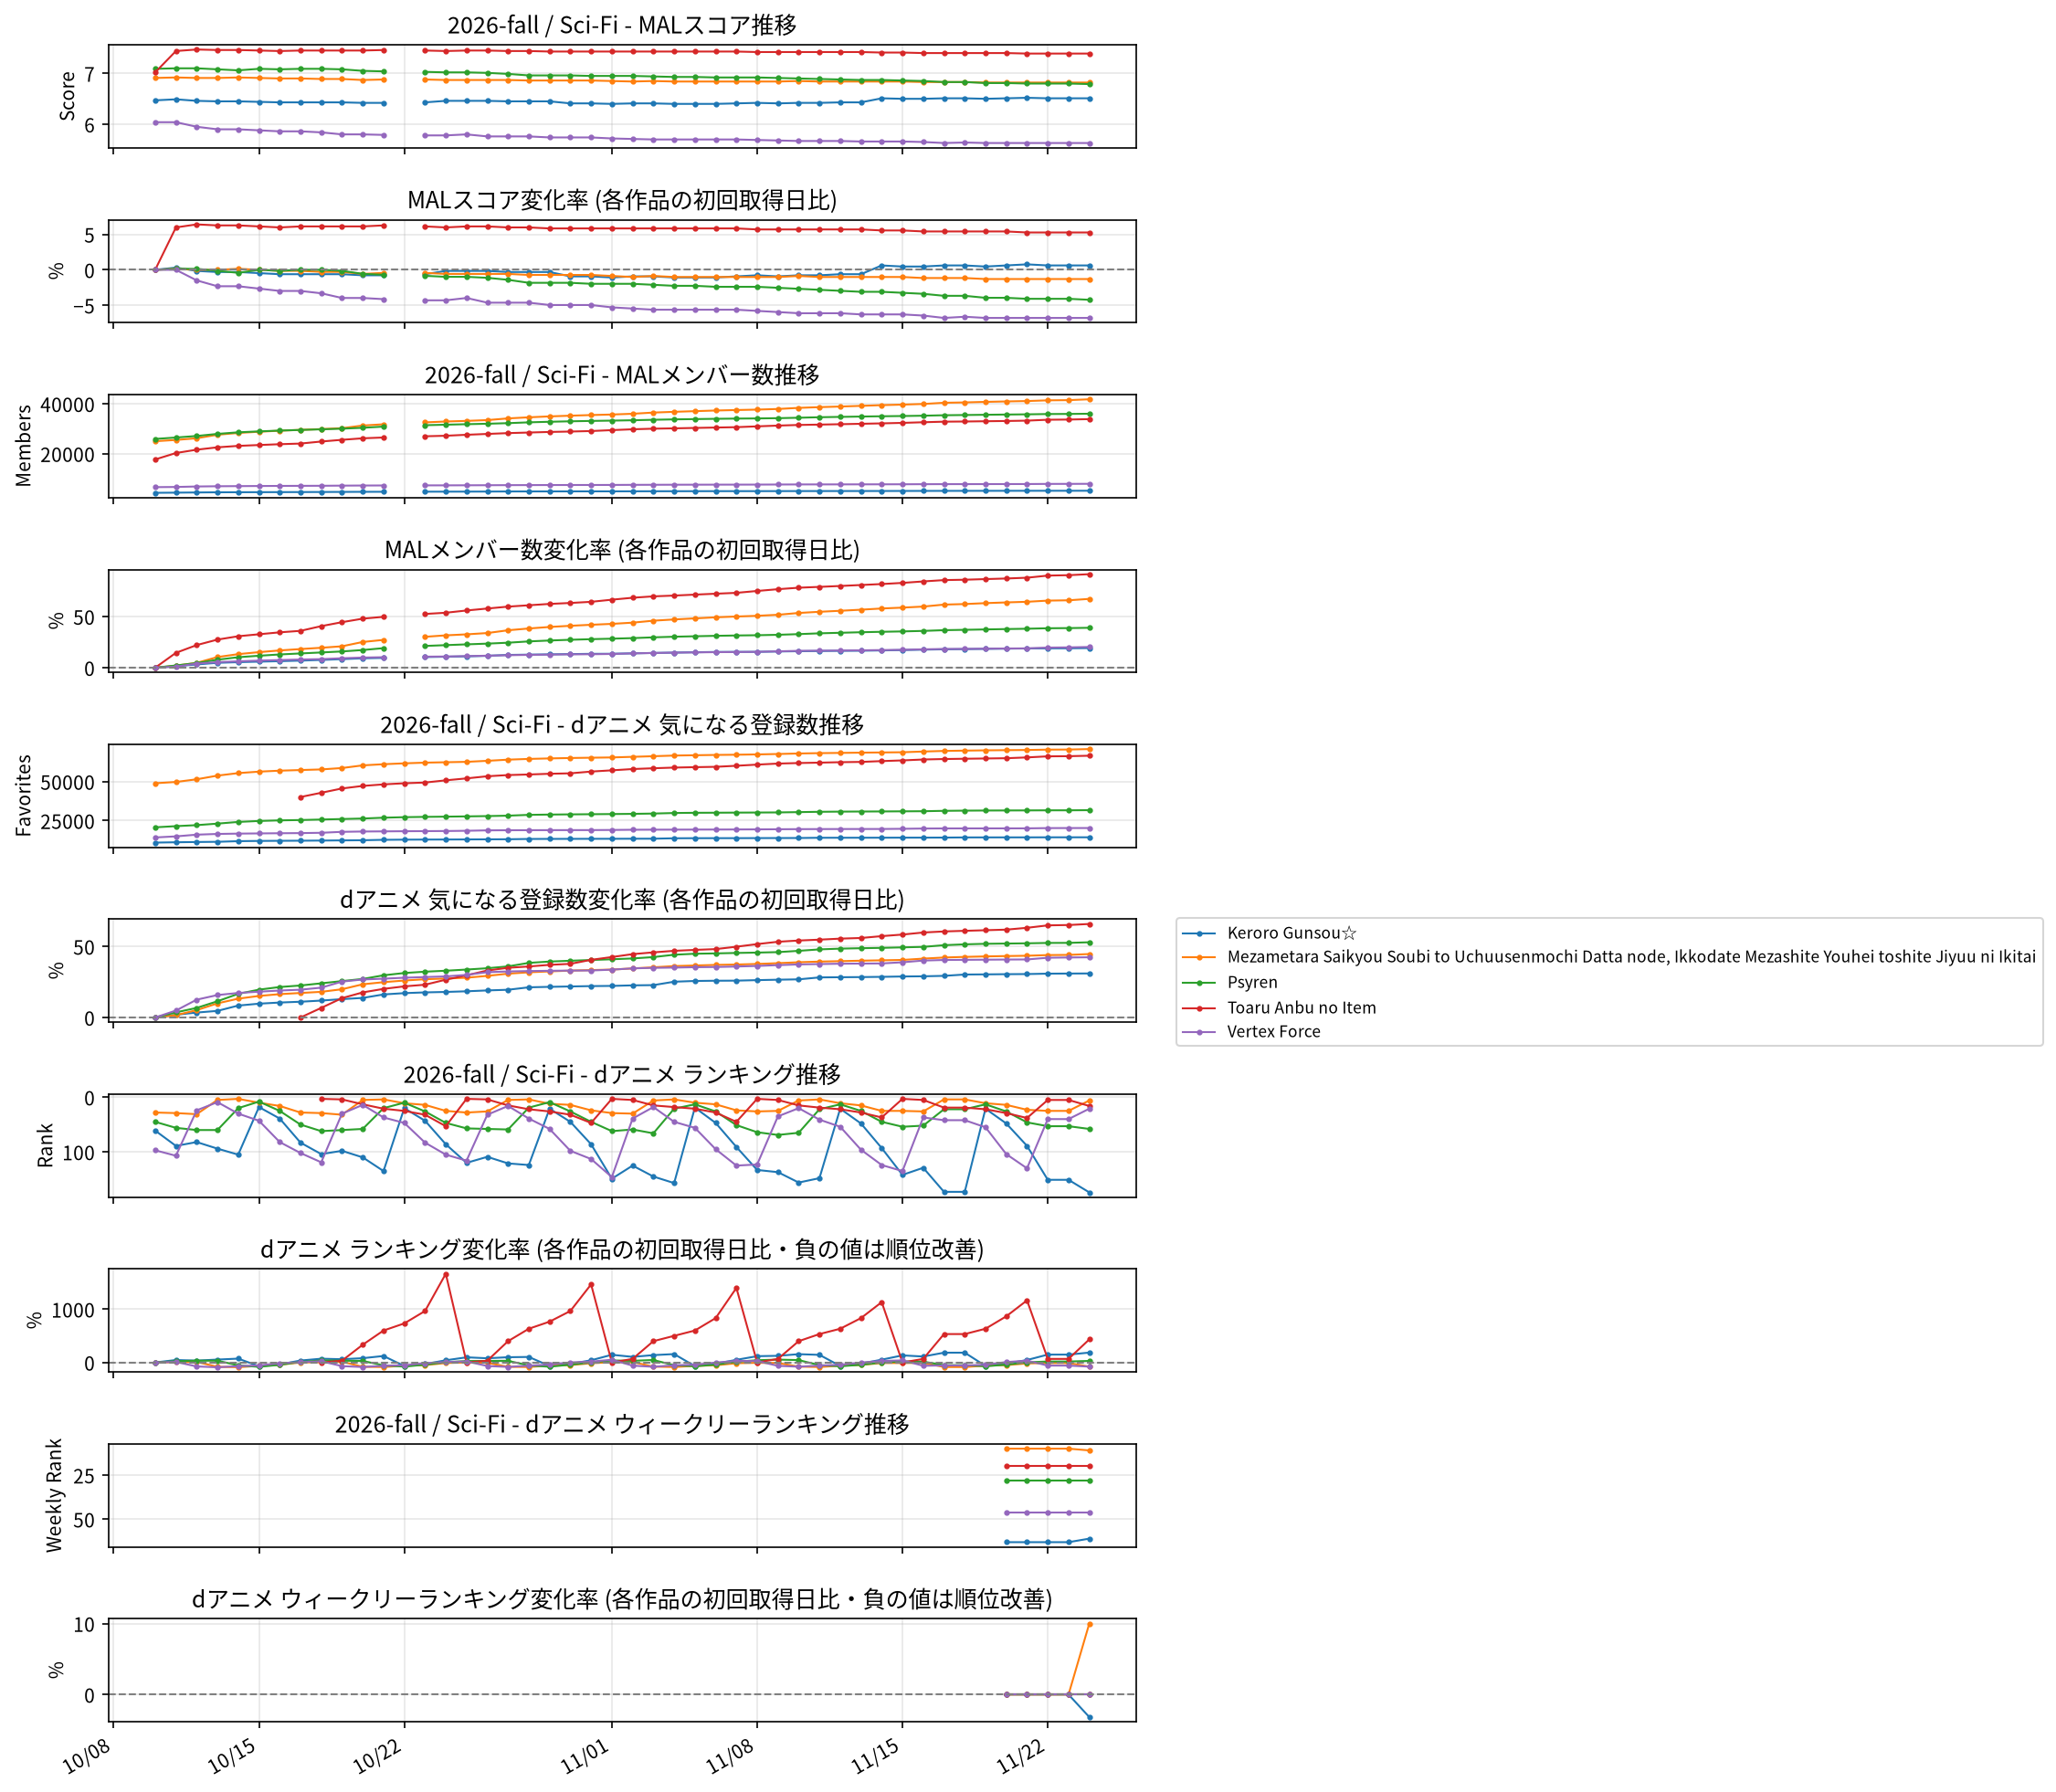 2026-fall / Sci-Fi - MALスコア推移
Score
7
6
MALスコア変化率 (各作品の初回取得日比)
%
5
0
−5
2026-fall / Sci-Fi - MALメンバー数推移
Members
40000
20000
MALメンバー数変化率 (各作品の初回取得日比)
%
50
0
2026-fall / Sci-Fi - dアニメ 気になる登録数推移
Favorites
50000
25000
dアニメ 気になる登録数変化率 (各作品の初回取得日比)
%
50
0
Keroro Gunsou☆
Mezametara Saikyou Soubi to Uchuusenmochi Datta node, Ikkodate Mezashite Youhei toshite Jiyuu ni Ikitai
Psyren
Toaru Anbu no Item
Vertex Force
2026-fall / Sci-Fi - dアニメ ランキング推移
Rank
0
100
dアニメ ランキング変化率 (各作品の初回取得日比・負の値は順位改善)
%
1000
0
2026-fall / Sci-Fi - dアニメ ウィークリーランキング推移
Weekly Rank
25
50
dアニメ ウィークリーランキング変化率 (各作品の初回取得日比・負の値は順位改善)
%
10
0
10/08
10/15
10/22
11/01
11/08
11/15
11/22